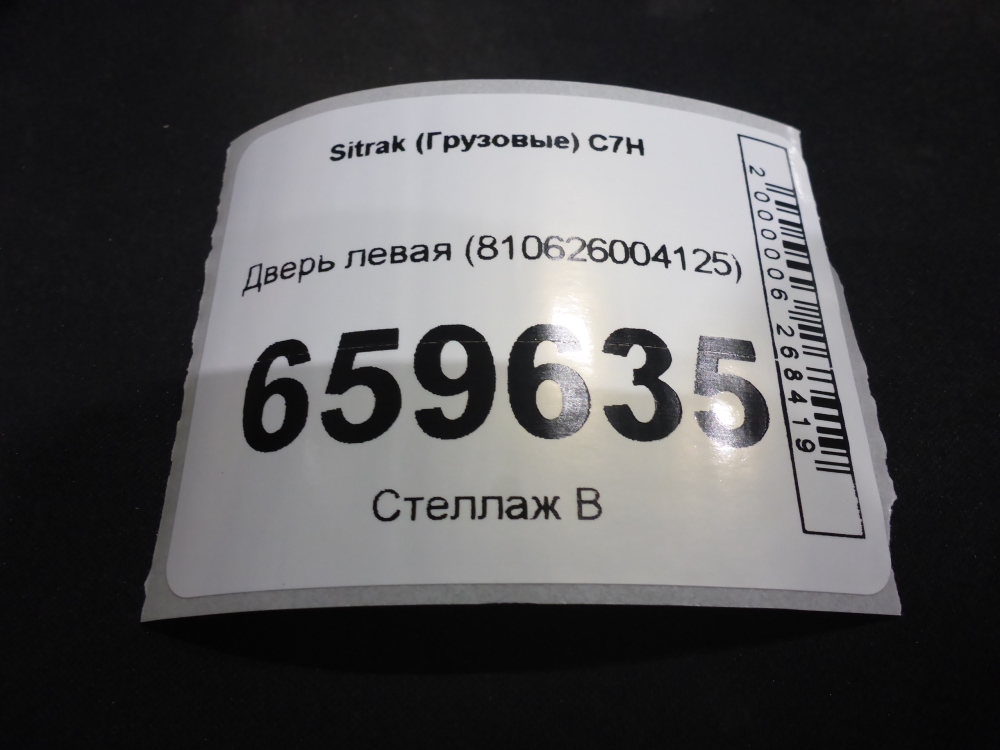 Sitrak (Грузовые) C7H
Дверь левая (810626004125)
659635
Стеллаж В
2000006268419